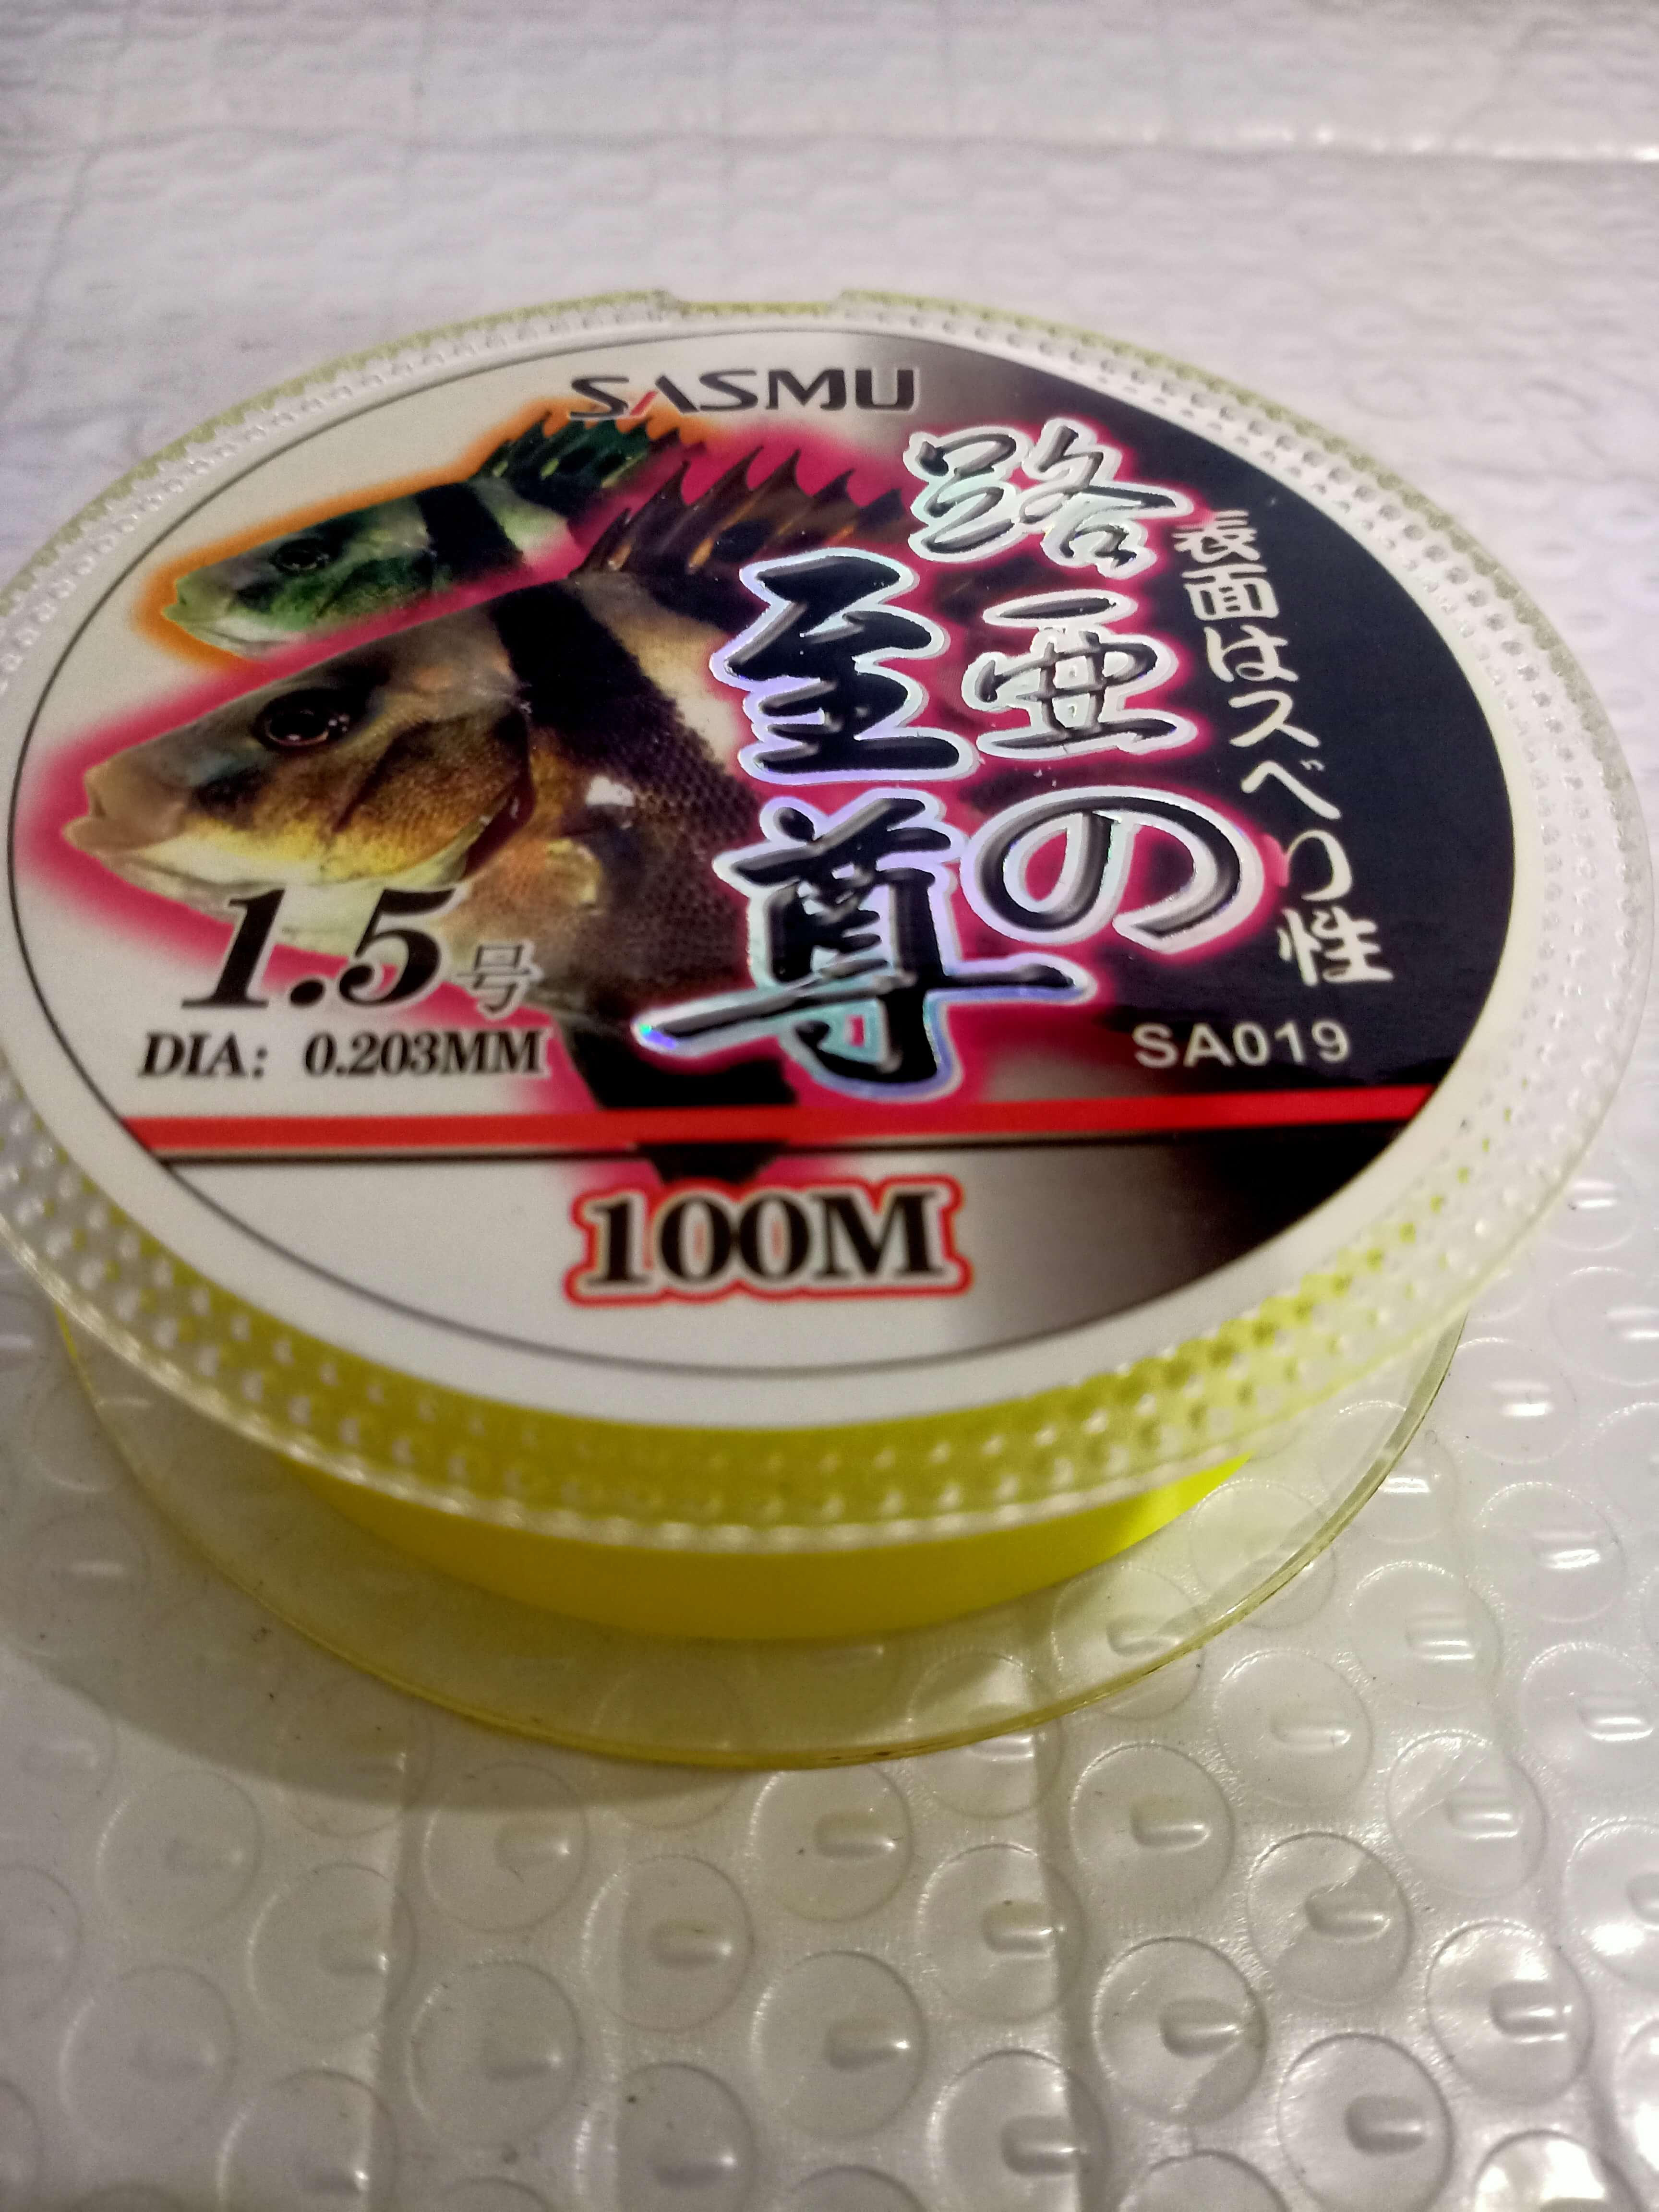 SASMU
路亜の
至尊
表面はスベり性
SA019
1.5号
DIA: 0.203MM
100M